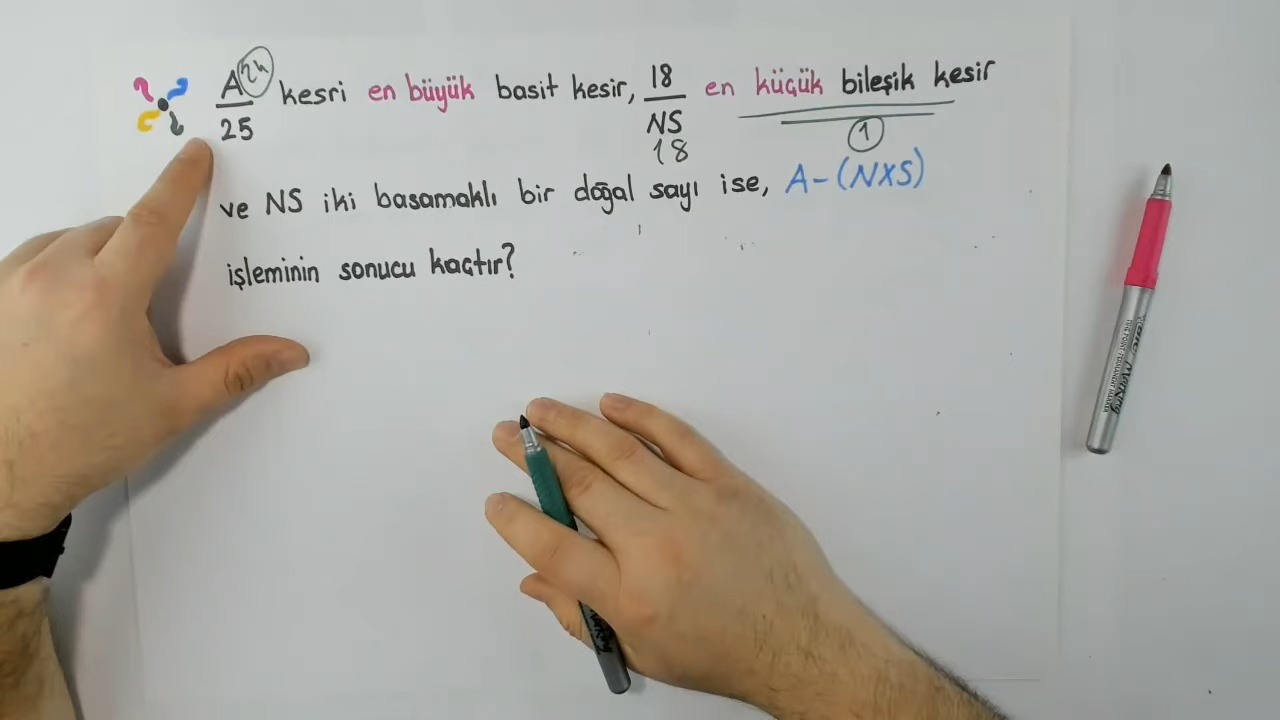 A 24 kesri en büyük basit kesir, 18 en küçük bileşik kesir
25 NS 1
18
ve NS iki basamaklı bir doğal sayı ise, A-(NXS)
işleminin sonucu kaçtır?